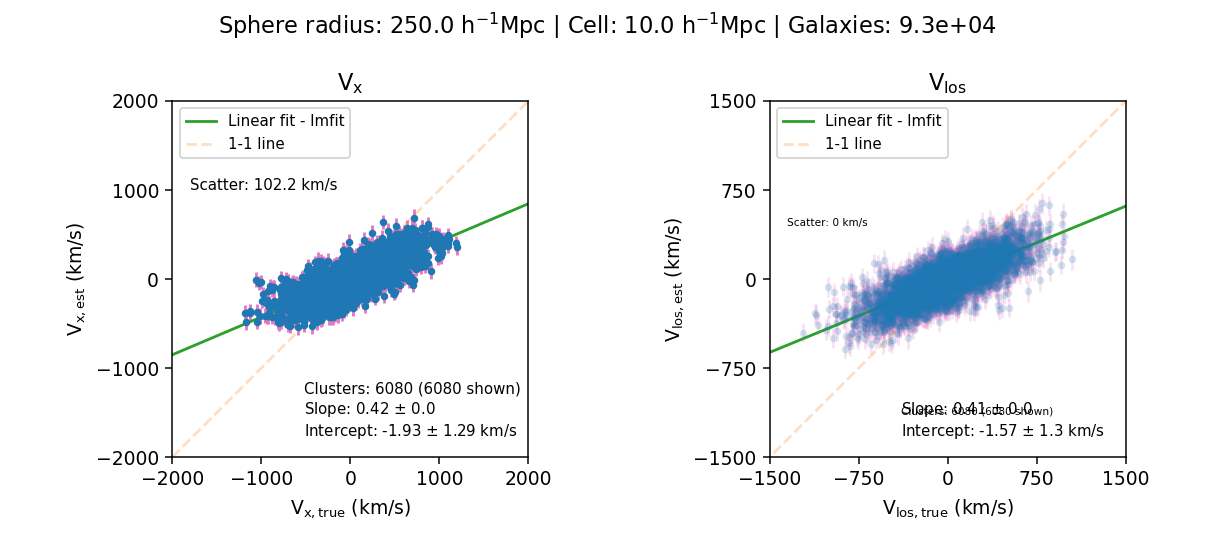 Sphere radius: 250.0 h⁻¹Mpc | Cell: 10.0 h⁻¹Mpc | Galaxies: 9.3e+04
Vx
2000
1000
0
−1000
−2000
−2000 −1000 0 1000 2000
Vx, est (km/s)
Vx, true (km/s)
Linear fit - lmfit
1-1 line
Scatter: 102.2 km/s
Clusters: 6080 (6080 shown)
Slope: 0.42 ± 0.0
Intercept: -1.93 ± 1.29 km/s
Vlos
1500
750
0
−750
−1500
−1500 −750 0 750 1500
Vlos, est (km/s)
Vlos, true (km/s)
Linear fit - lmfit
1-1 line
Scatter: 0 km/s
Clusters: 6080 (6080 shown)
Slope: 0.41 ± 0.0
Intercept: -1.57 ± 1.3 km/s